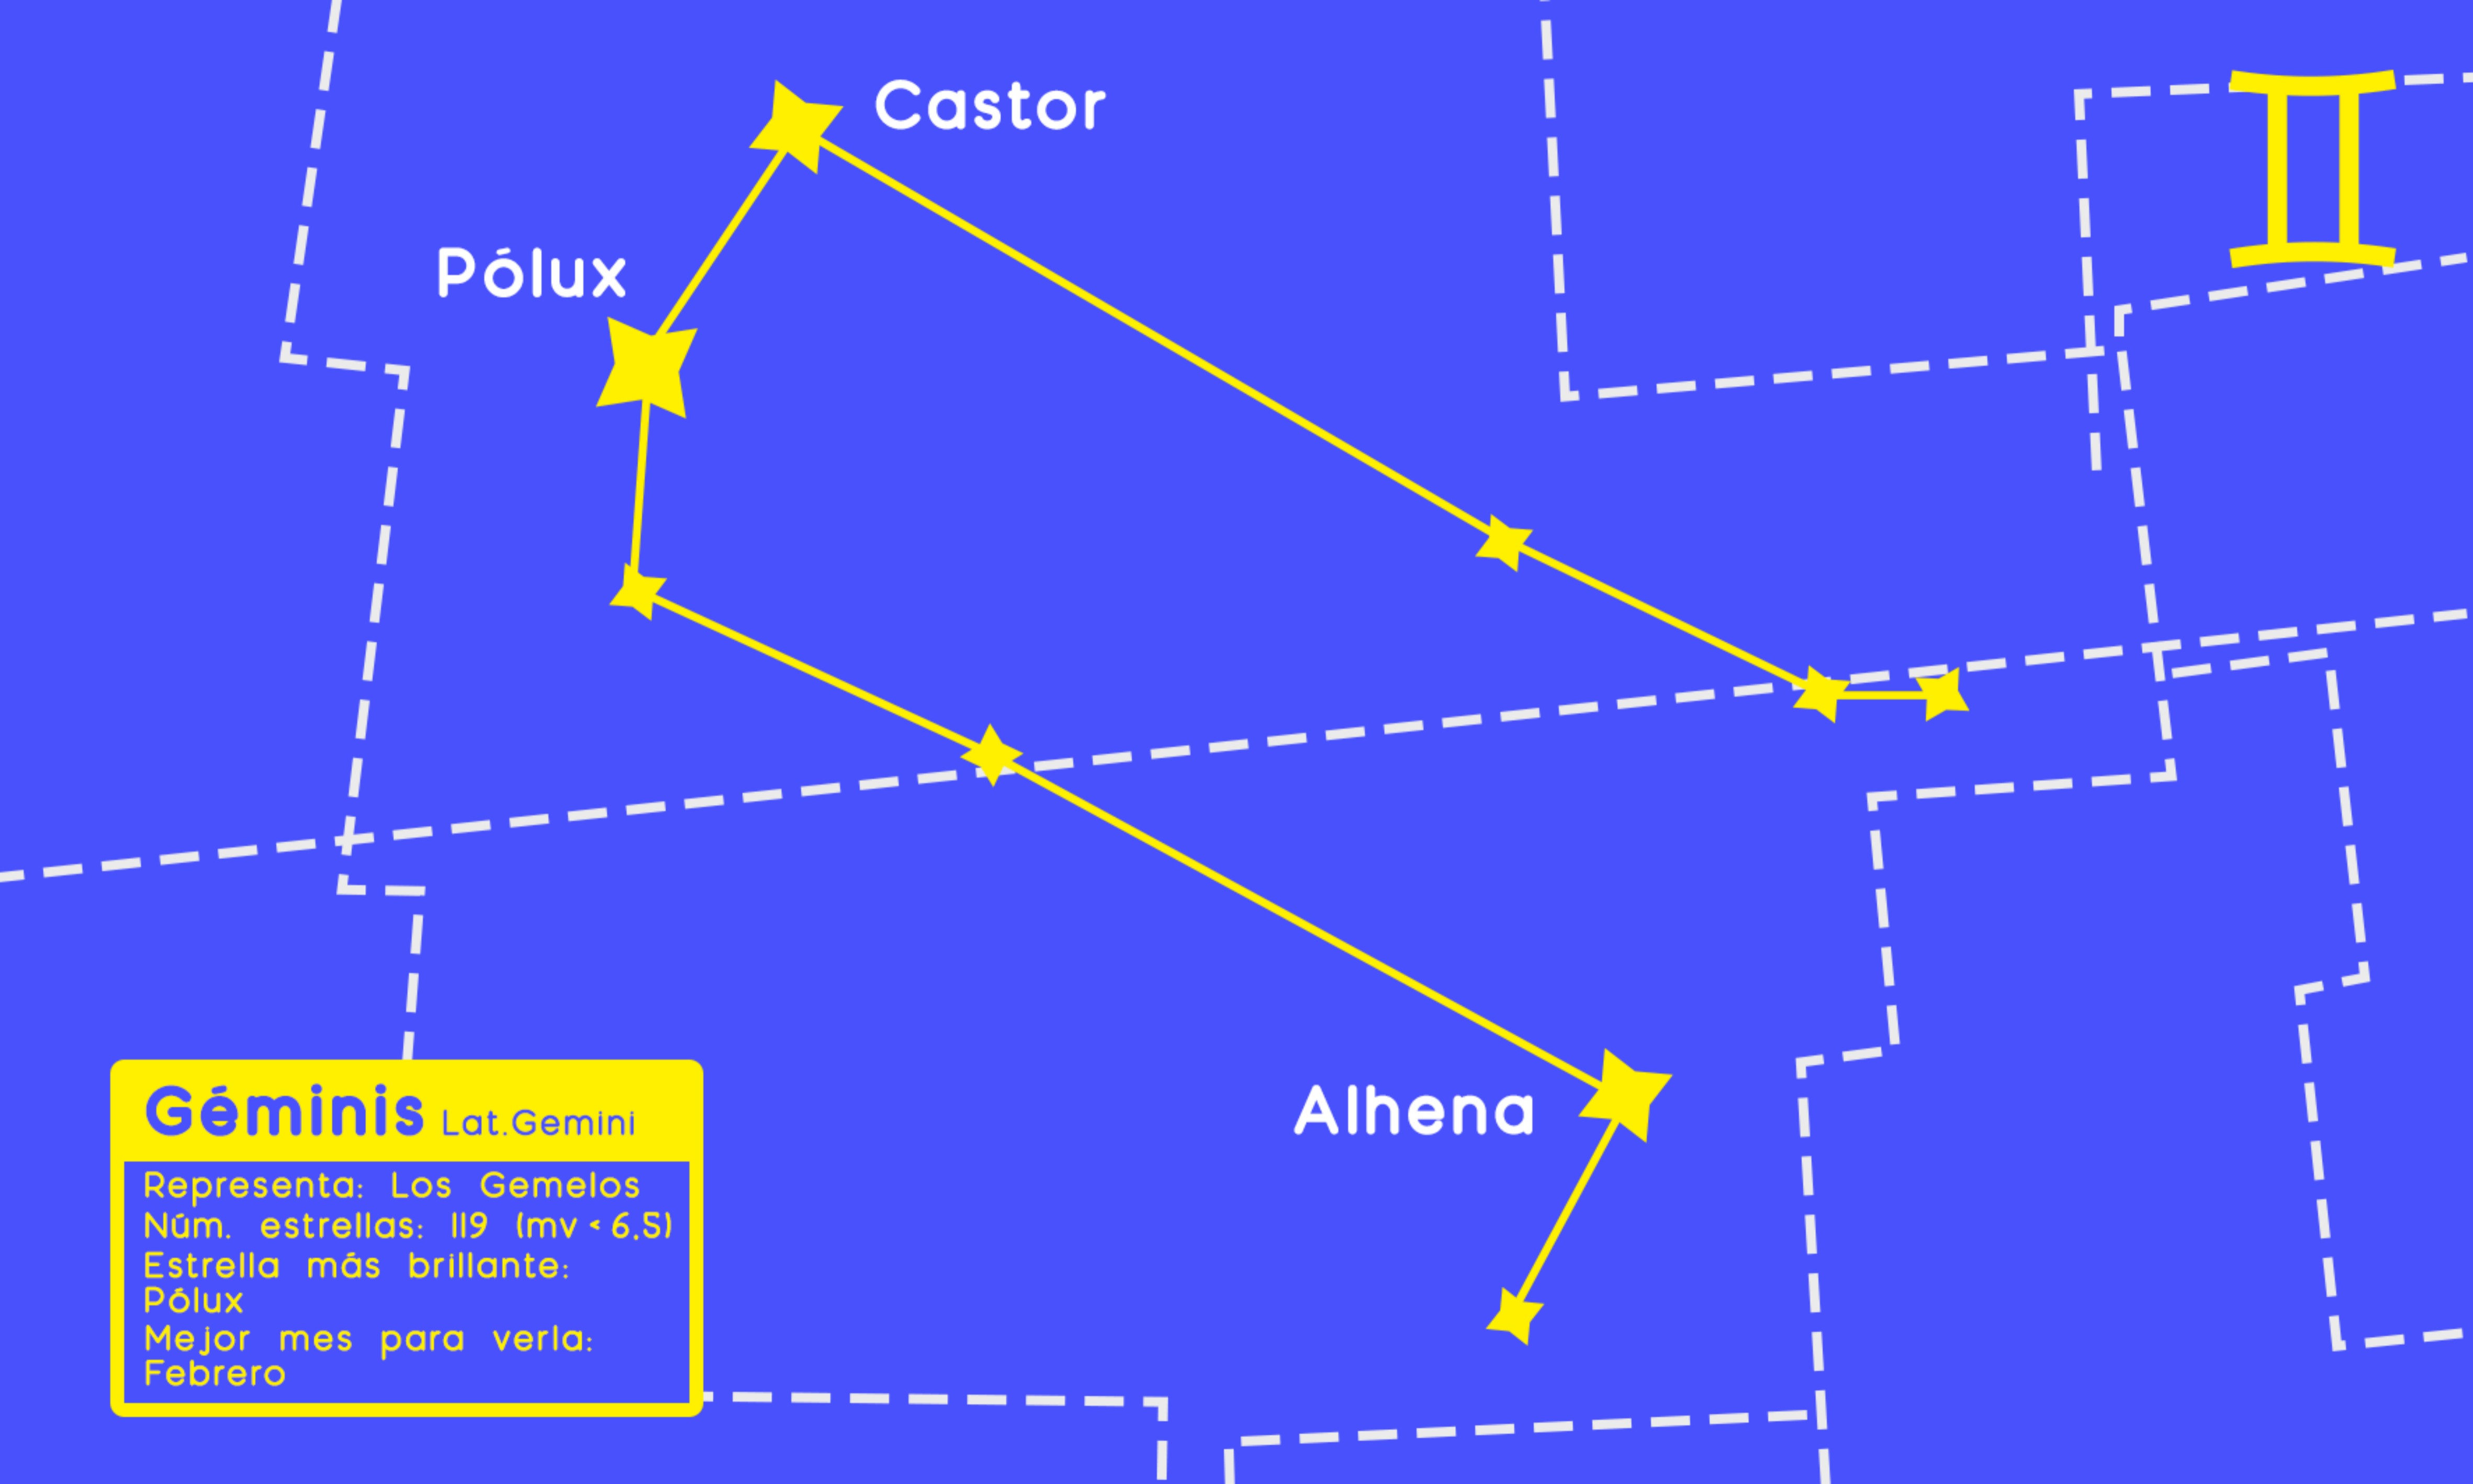 Castor
Pólux
Alhena
Géminis Lat.Gemini
Representa: Los Gemelos
Núm. estrellas: 119 (mv < 6,5)
Estrella más brillante:
Pólux
Mejor mes para verla:
Febrero